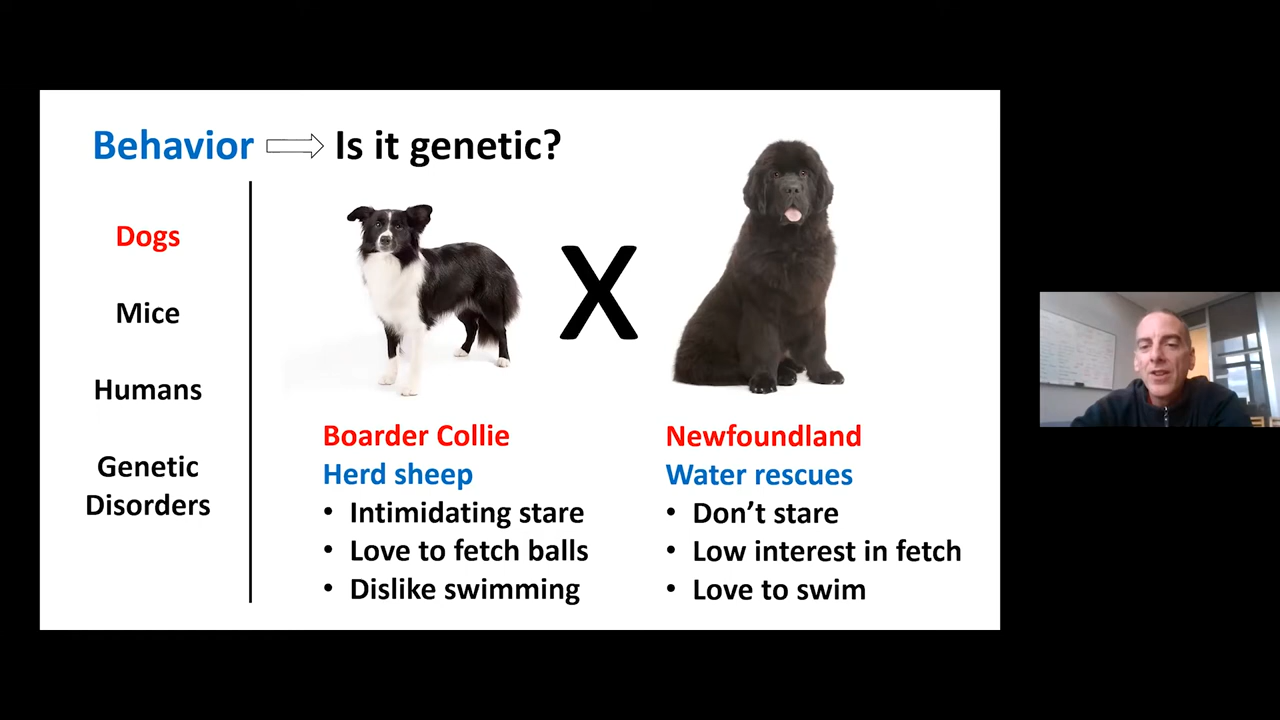 Behavior Is it genetic?
Dogs
Mice
Humans
Genetic
Disorders
X
Boarder Collie
Herd sheep
• Intimidating stare
• Love to fetch balls
• Dislike swimming
Newfoundland
Water rescues
• Don't stare
• Low interest in fetch
• Love to swim